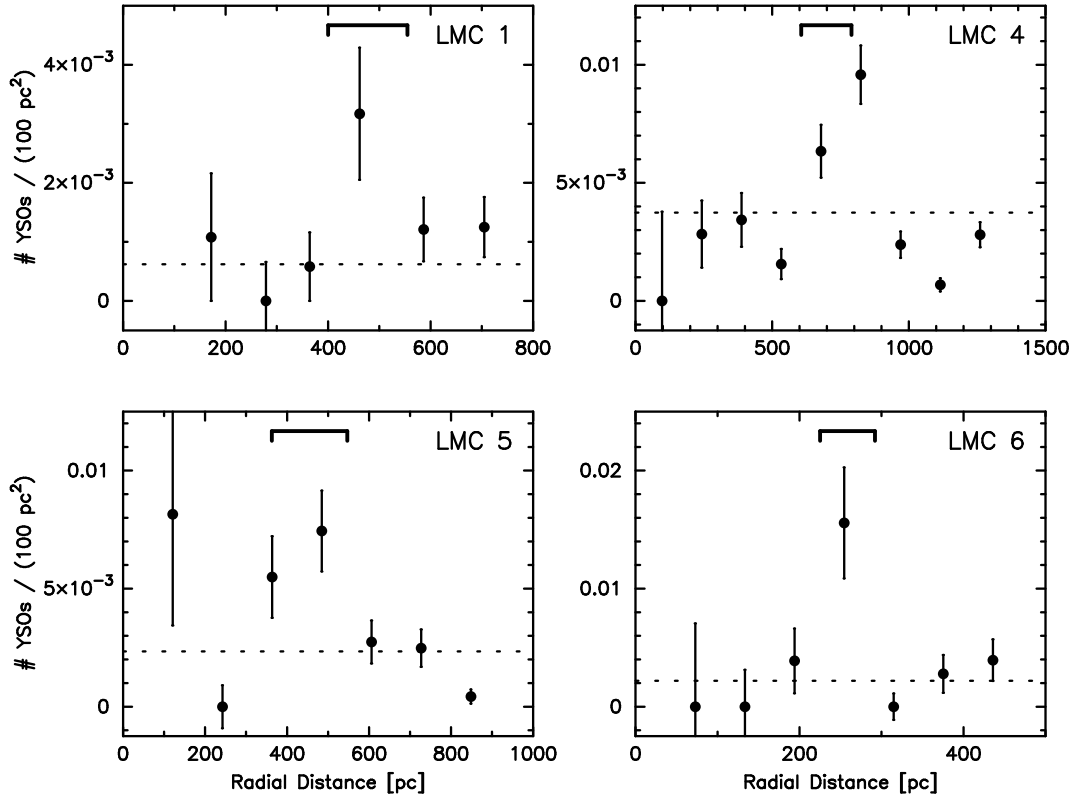 LMC 1
4×10⁻³
2×10⁻³
0
# YSOs / (100 pc²)
0 200 400 600 800
LMC 4
0.01
5×10⁻³
0
0 500 1000 1500
LMC 5
0.01
5×10⁻³
0
# YSOs / (100 pc²)
0 200 400 600 800 1000
Radial Distance [pc]
LMC 6
0.02
0.01
0
0 200 400
Radial Distance [pc]